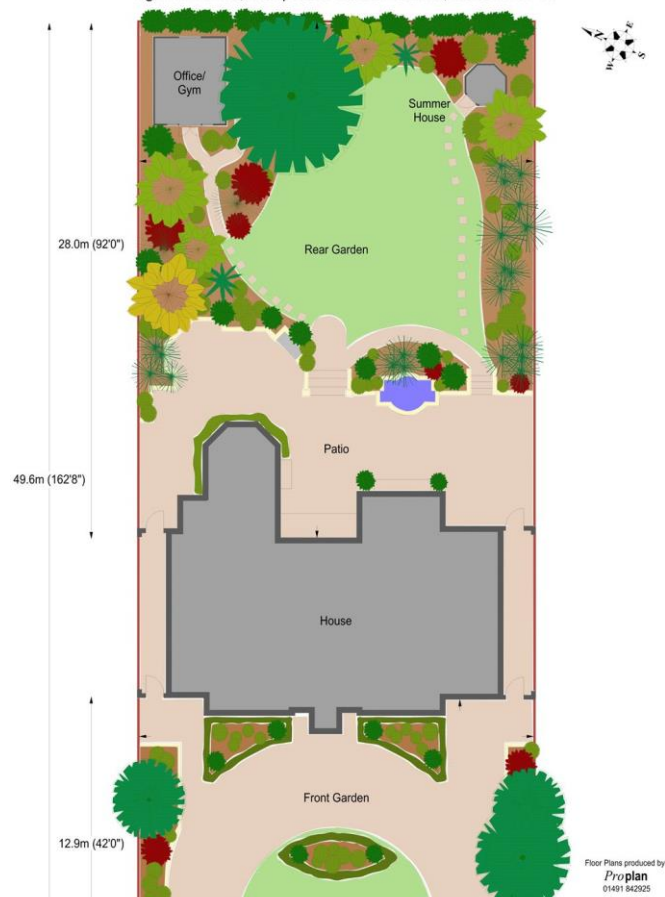 Office/
Gym
Summer
House
N
E
S
W
28.0m (92'0")
Rear Garden
49.6m (162'8")
Patio
House
Front Garden
12.9m (42'0")
Floor Plans produced by
Proplan
01491 842925